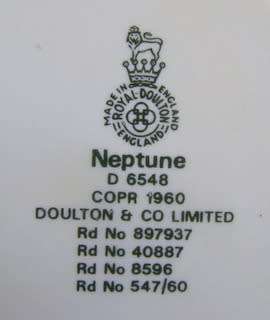 MADE IN ENGLAND
ROYAL DOULTON
ENGLAND
Neptune
D 6548
COPR 1960
DOULTON & CO LIMITED
Rd No 897937
Rd No 40887
Rd No 8596
Rd No 547/60